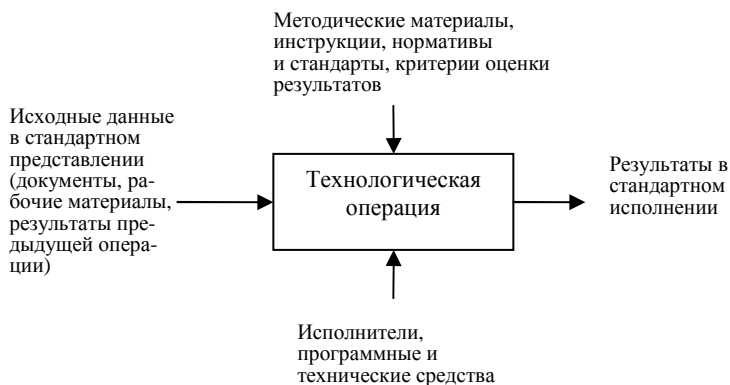 Методические материалы,
инструкции, нормативы
и стандарты, критерии оценки
результатов
Исходные данные
в стандартном
представлении
(документы, ра-
бочие материалы,
результаты пре-
дыдущей опера-
ции)
Технологическая
операция
Результаты в
стандартном
исполнении
Исполнители,
программные и
технические средства